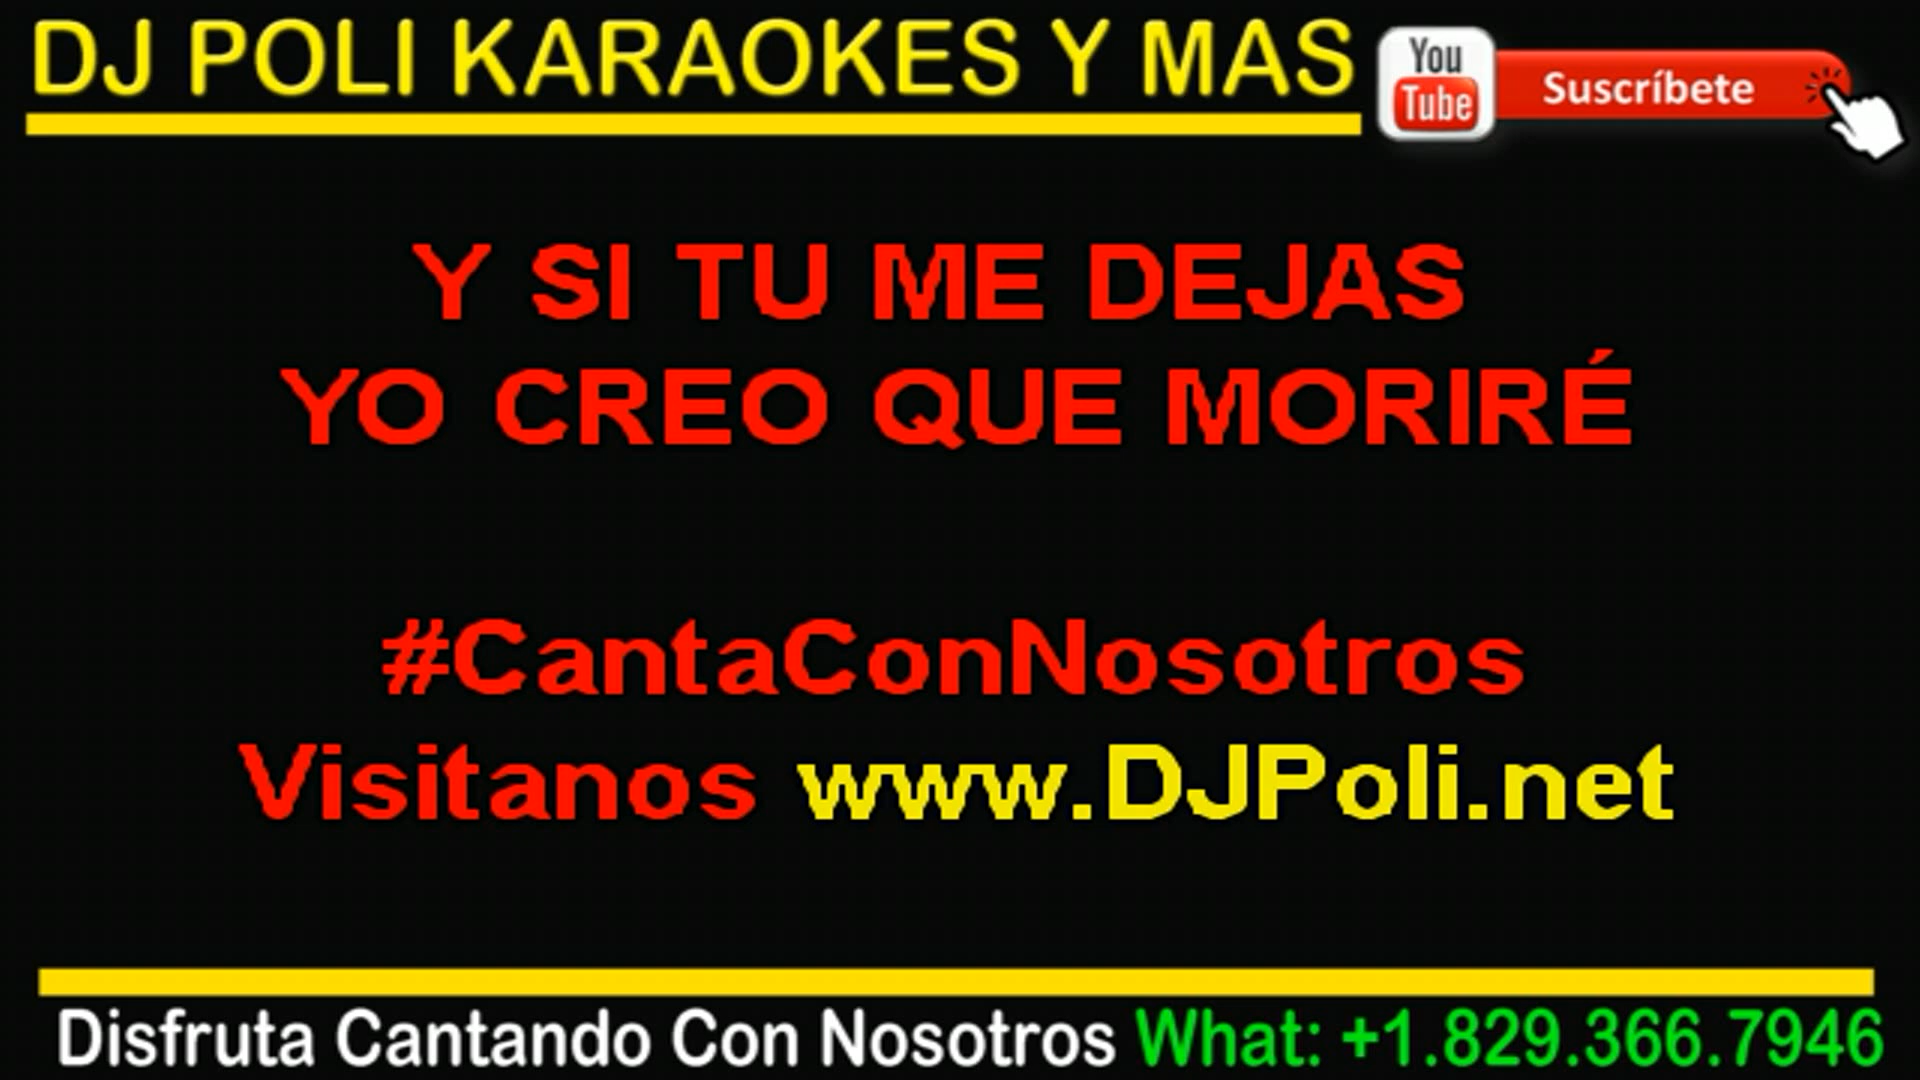 DJ POLI KARAOKES Y MAS
You Tube Suscríbete
Y SI TU ME DEJAS
YO CREO QUE MORIRÉ
#CantaConNosotros
Visitanos www.DJPoli.net
Disfruta Cantando Con Nosotros What: +1.829.366.7946